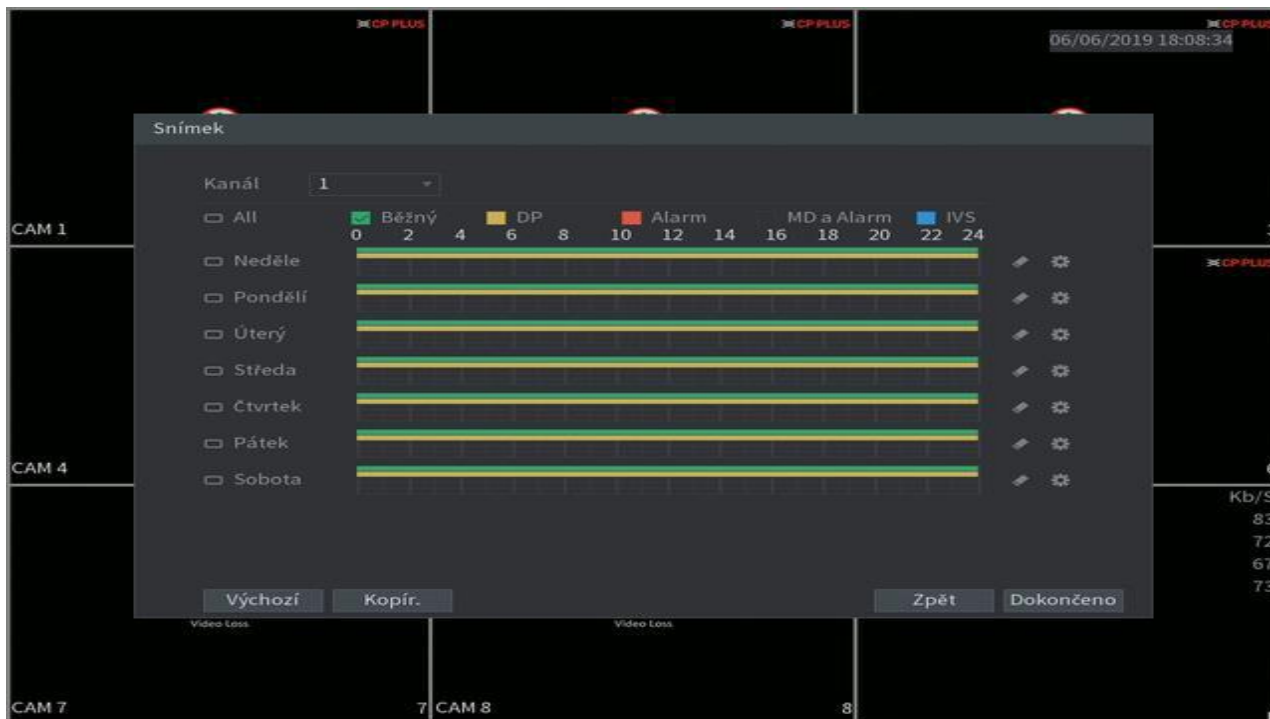 CP PLUS CP PLUS CP PLUS
06/06/2019 18:08:34
Snímek
Kanál 1
All Běžný DP Alarm MD a Alarm IVS
CAM 1
0 2 4 6 8 10 12 14 16 18 20 22 24
Neděle
CP PLUS
Pondělí
Úterý
Středa
Čtvrtek
Pátek
CAM 4
Sobota
Kb/S
83
72
67
73
Výchozí Kopír. Zpět Dokončeno
Video Loss Video Loss
CAM 7 7 CAM 8 8